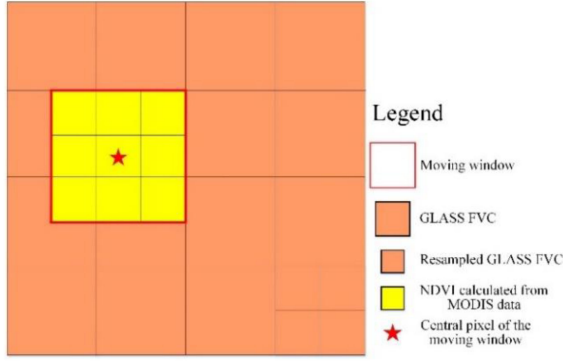 Legend
Moving window
GLASS FVC
Resampled GLASS FVC
NDVI calculated from
MODIS data
Central pixel of the
moving window